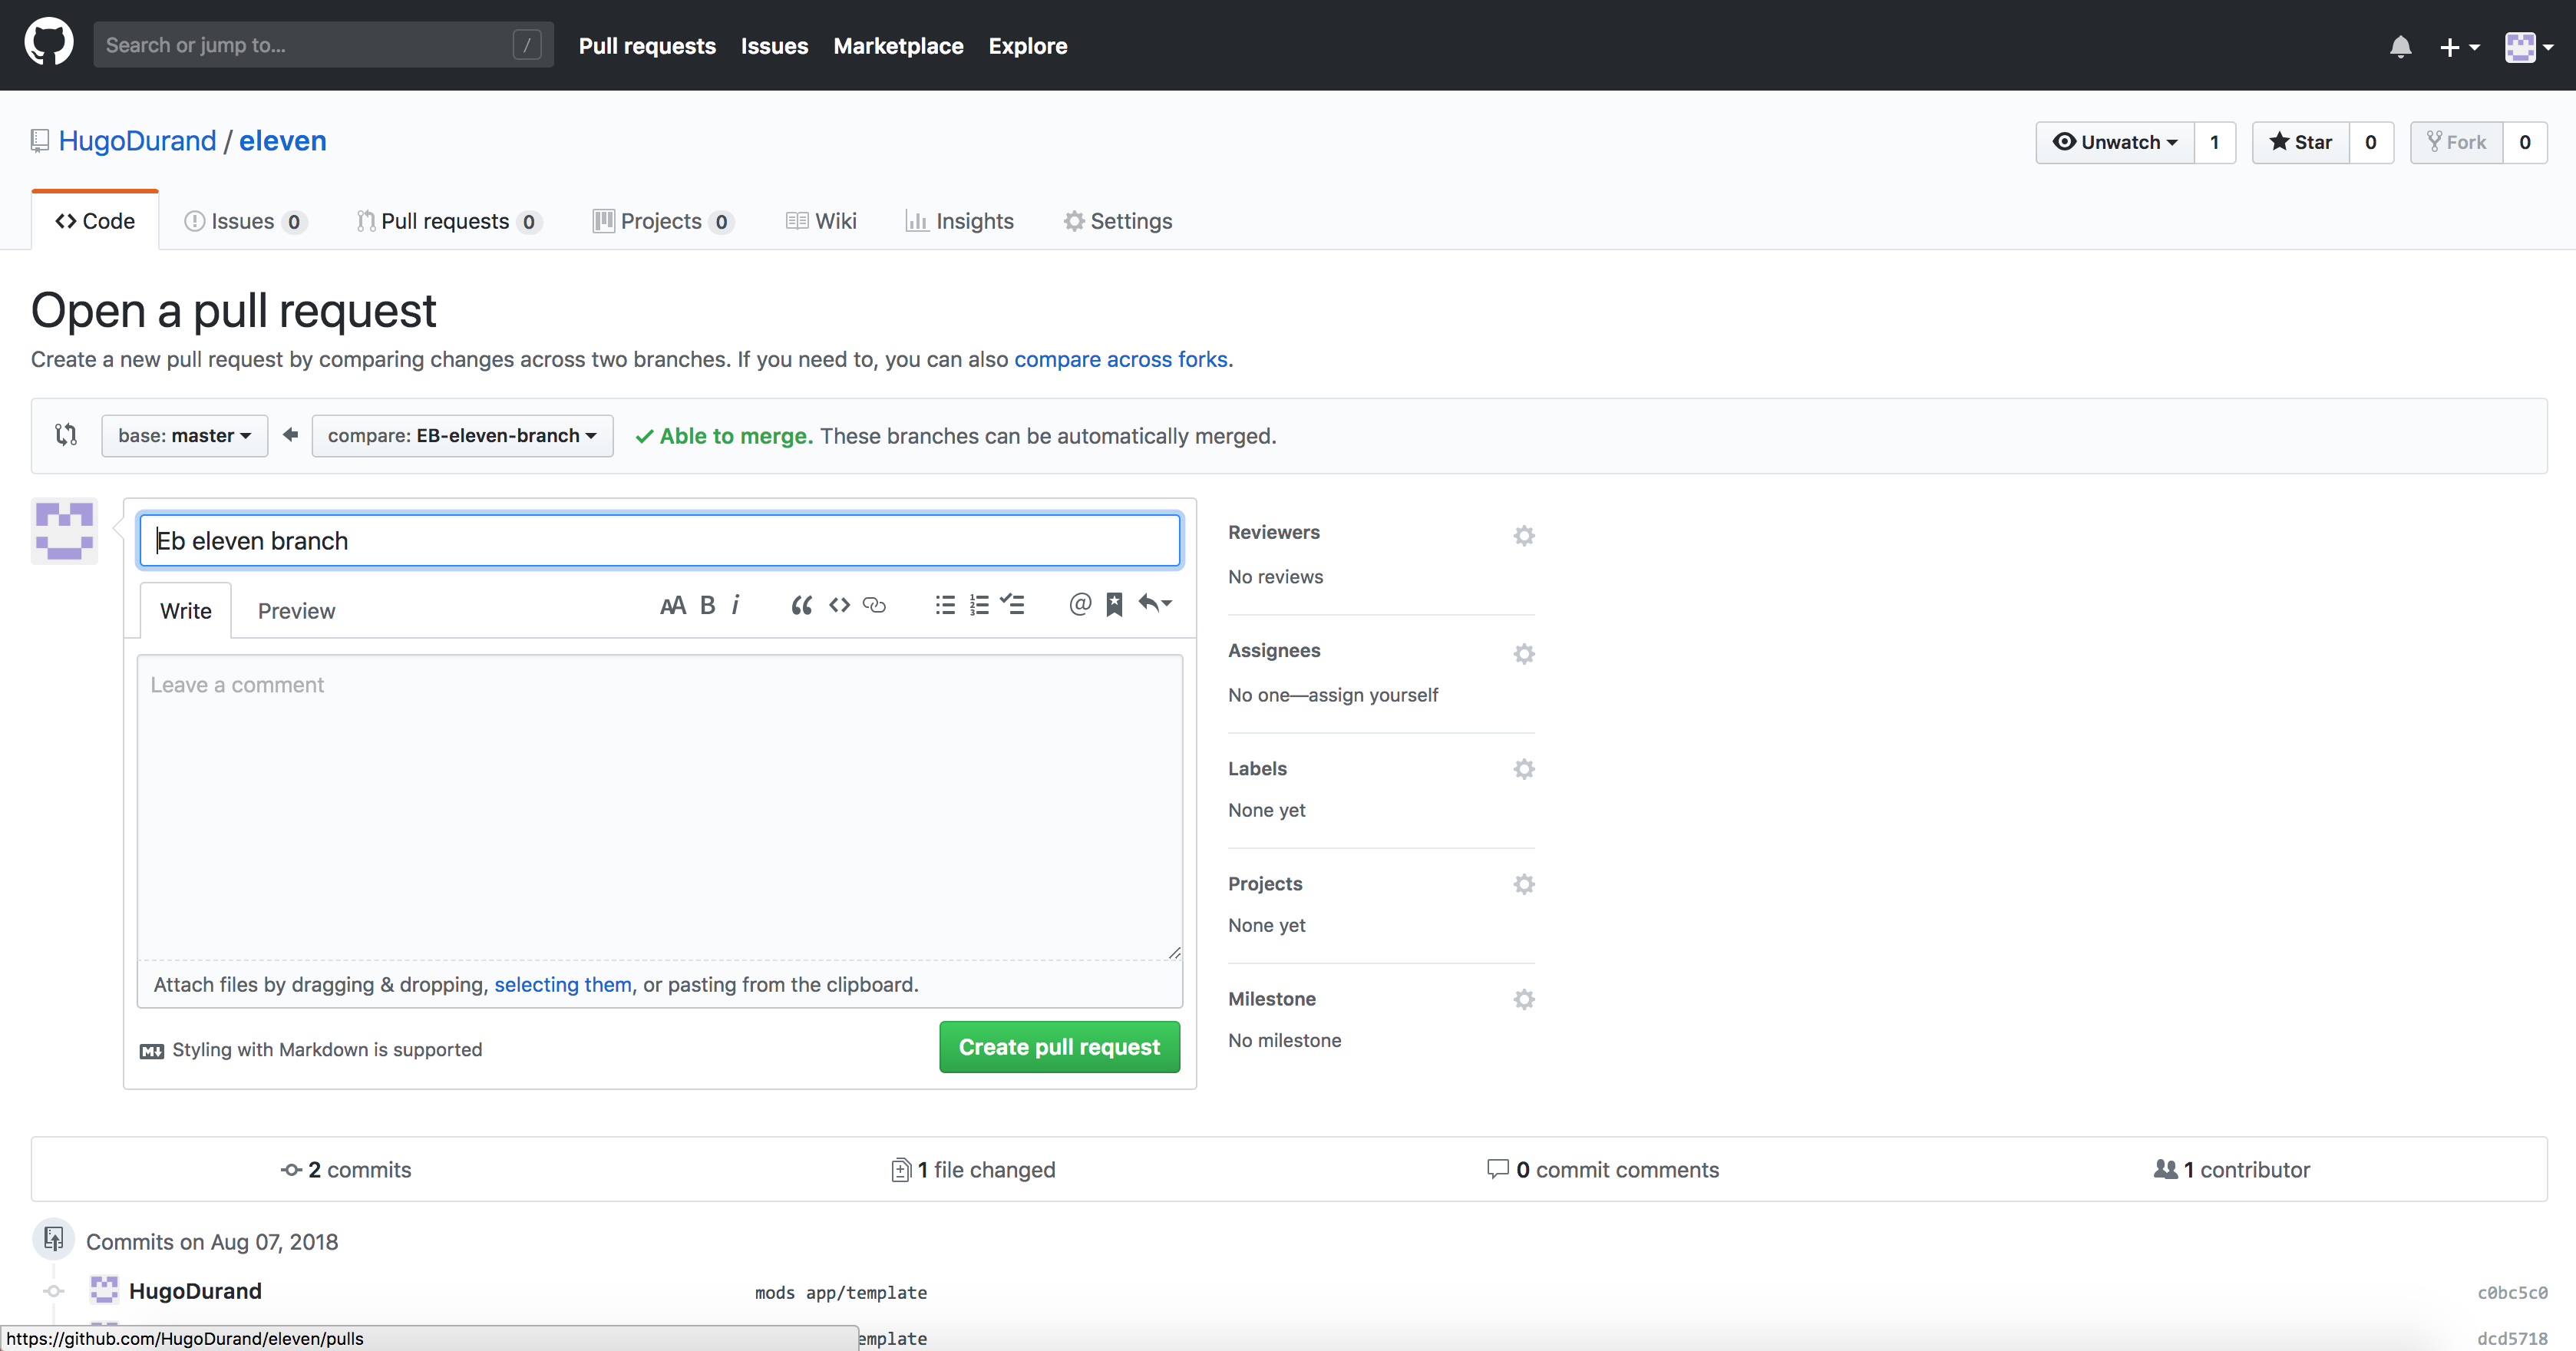 Search or jump to... /
Pull requests Issues Marketplace Explore
HugoDurand / eleven
Unwatch 1 Star 0 Fork 0
Code Issues 0 Pull requests 0 Projects 0 Wiki Insights Settings
Open a pull request
Create a new pull request by comparing changes across two branches. If you need to, you can also compare across forks.
base: master compare: EB-eleven-branch Able to merge. These branches can be automatically merged.
Eb eleven branch
Write Preview
AA B i
Leave a comment
Attach files by dragging & dropping, selecting them, or pasting from the clipboard.
Styling with Markdown is supported
Create pull request
Reviewers
No reviews
Assignees
No one—assign yourself
Labels
None yet
Projects
None yet
Milestone
No milestone
2 commits 1 file changed 0 commit comments 1 contributor
Commits on Aug 07, 2018
HugoDurand mods app/template c0bc5c0
https://github.com/HugoDurand/eleven/pulls emplate dcd5718